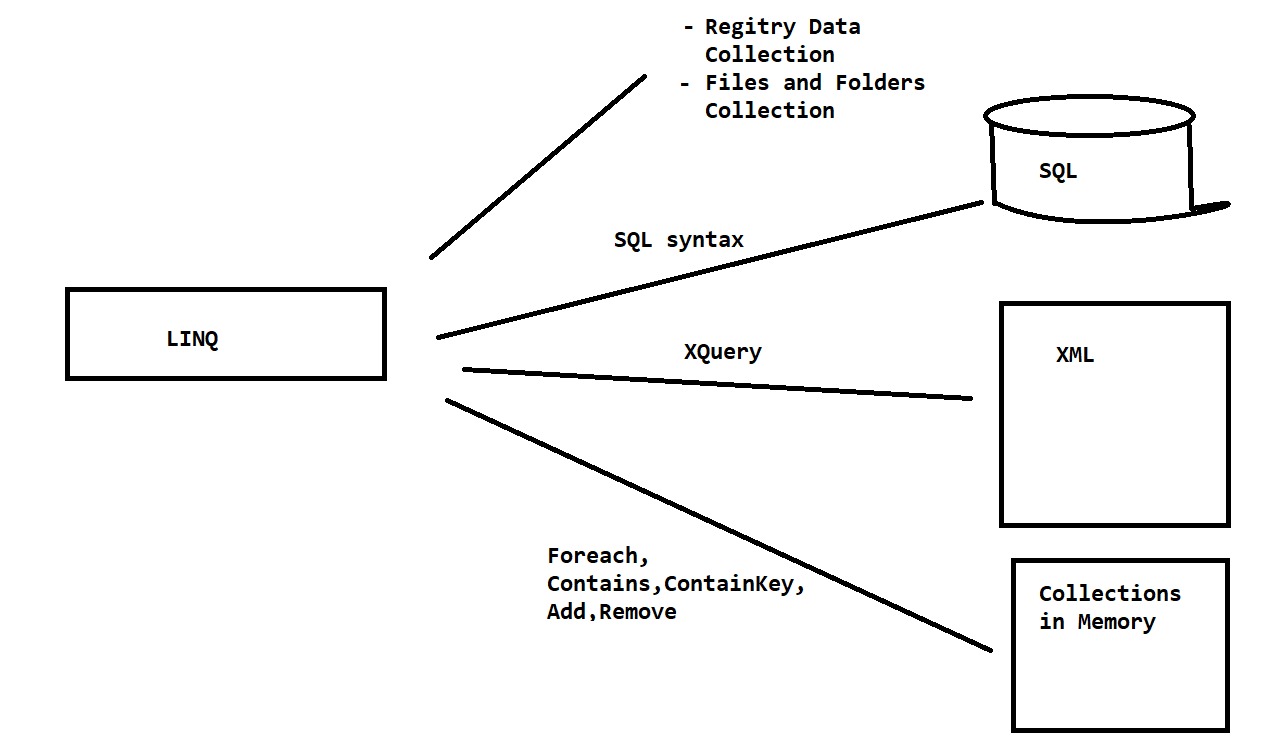 - Regitry Data
Collection
- Files and Folders
Collection
SQL
SQL syntax
LINQ
XQuery
XML
Foreach,
Contains,ContainKey,
Add,Remove
Collections
in Memory